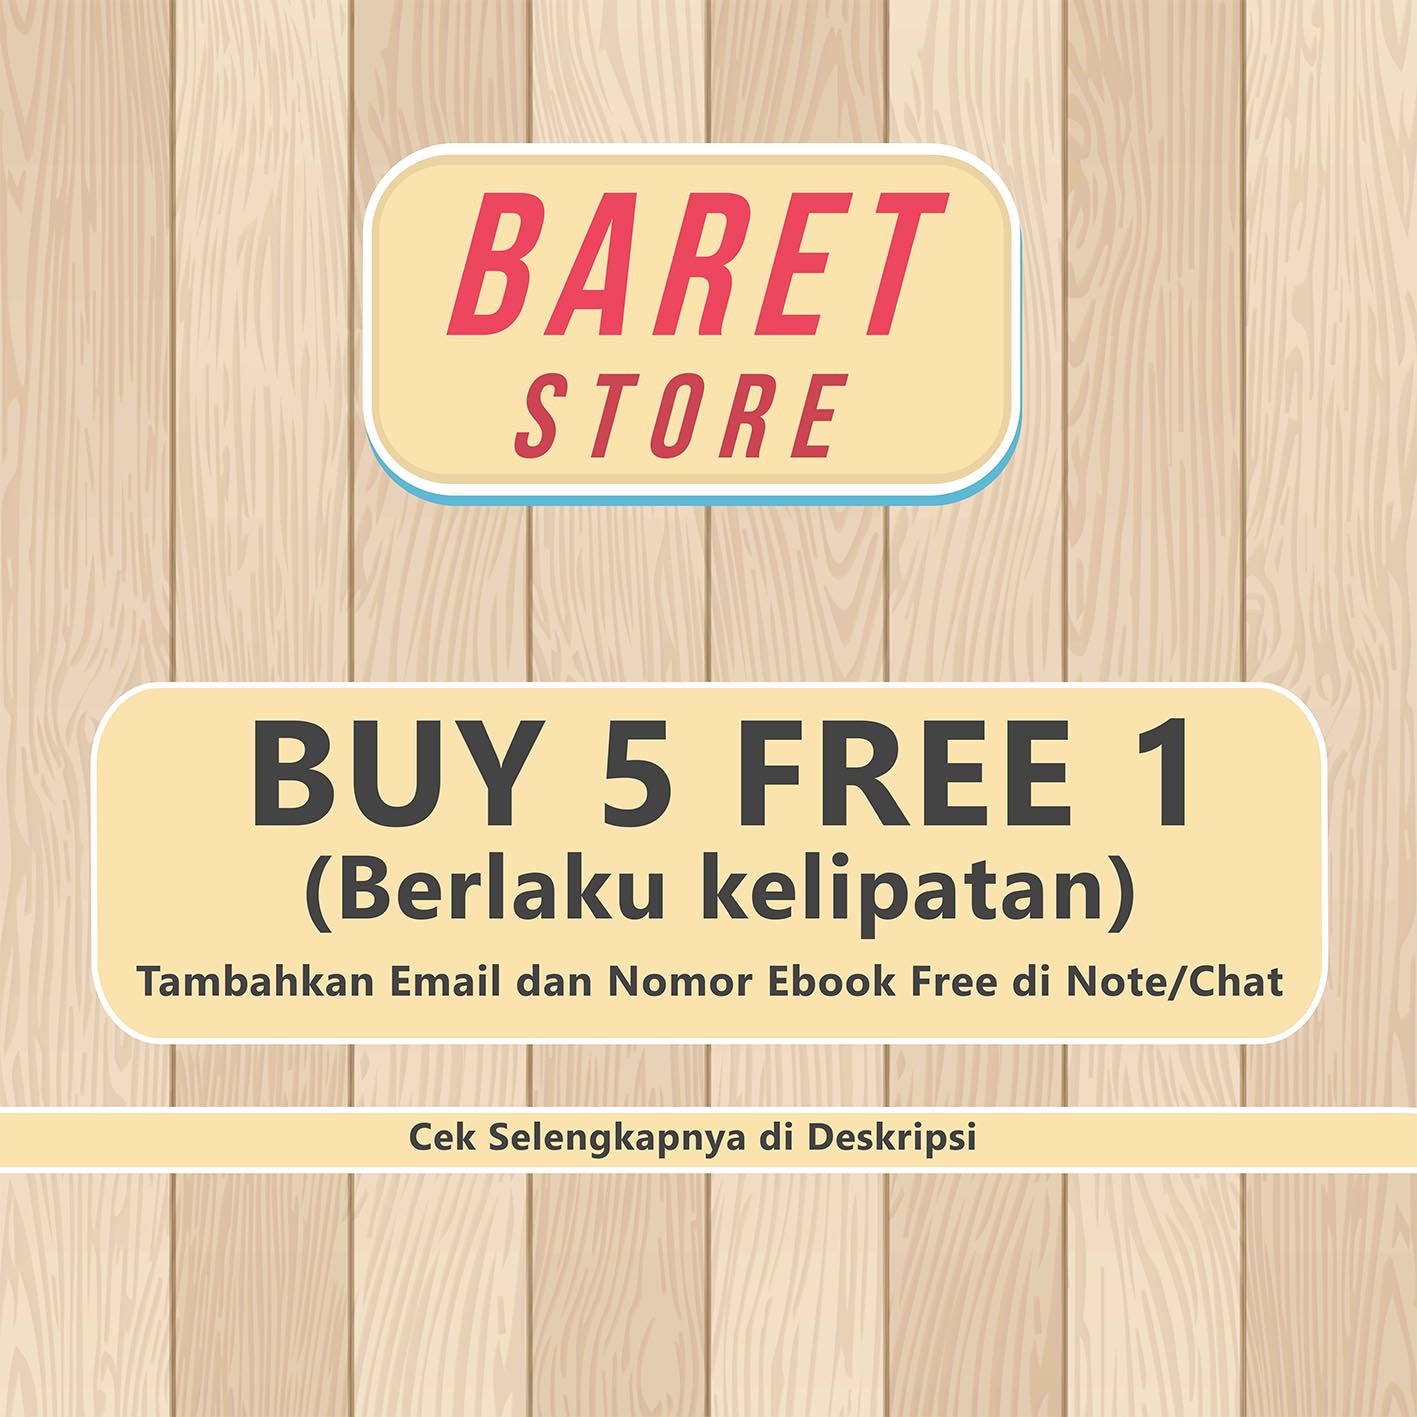 BARET
STORE
BUY 5 FREE 1
(Berlaku kelipatan)
Tambahkan Email dan Nomor Ebook Free di Note/Chat
Cek Selengkapnya di Deskripsi